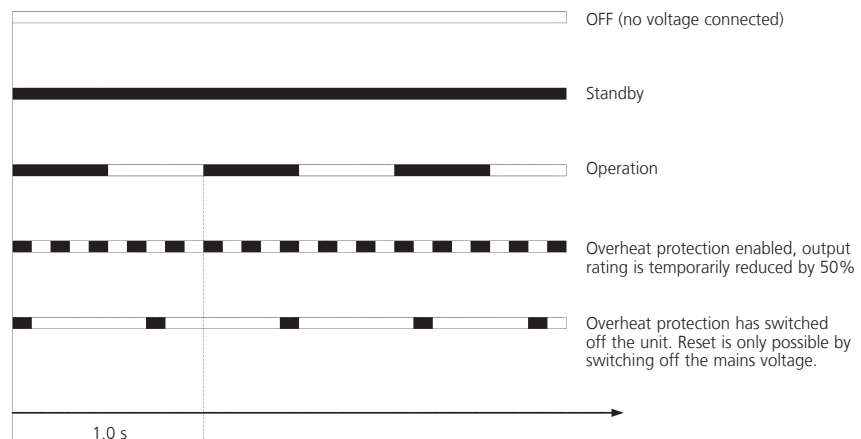 OFF (no voltage connected)
Standby
Operation
Overheat protection enabled, output
rating is temporarily reduced by 50%
Overheat protection has switched
off the unit. Reset is only possible by
switching off the mains voltage.
1.0 s